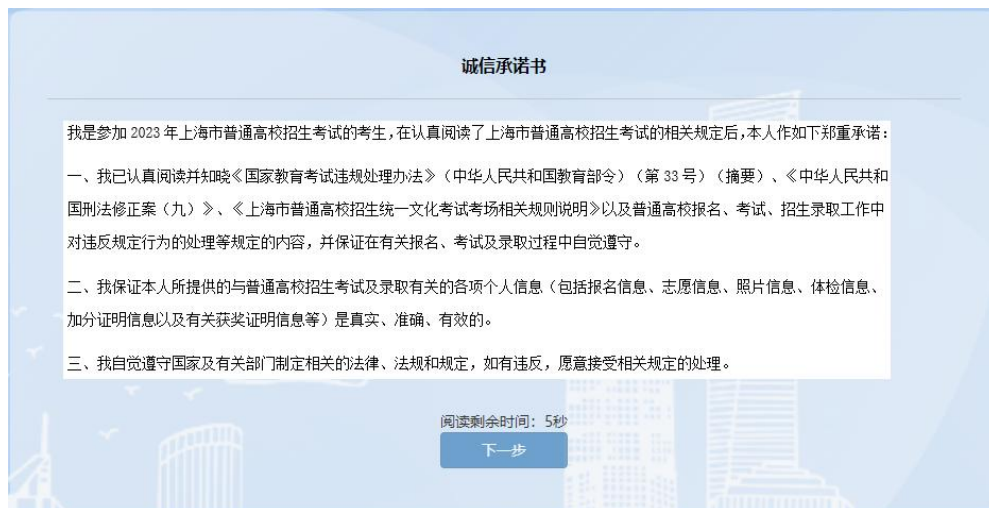 诚信承诺书
我是参加 2023 年上海市普通高校招生考试的考生，在认真阅读了上海市普通高校招生考试的相关规定后，本人作如下郑重承诺：
一、我已认真阅读并知晓《国家教育考试违规处理办法》（中华人民共和国教育部令）（第 33 号）（摘要）、《中华人民共和
国刑法修正案（九）》、《上海市普通高校招生统一文化考试考场相关规则说明》以及普通高校报名、考试、招生录取工作中
对违反规定行为的处理等规定的内容，并保证在有关报名、考试及录取过程中自觉遵守。
二、我保证本人所提供的与普通高校招生考试及录取有关的各项个人信息（包括报名信息、志愿信息、照片信息、体检信息、
加分证明信息以及有关获奖证明信息等）是真实、准确、有效的。
三、我自觉遵守国家及有关部门制定相关的法律、法规和规定，如有违反，愿意接受相关规定的处理。
阅读剩余时间：5秒
下一步